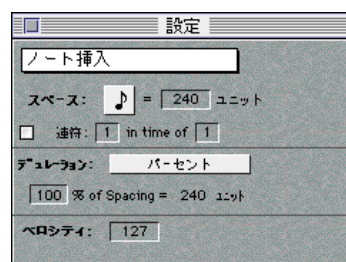 設定
ノート挿入
スペース: ♪ = 240 ユニット
連符: 1 in time of 1
デュレーション: パーセント
100 % of Spacing = 240 ユニット
ベロシティ: 127